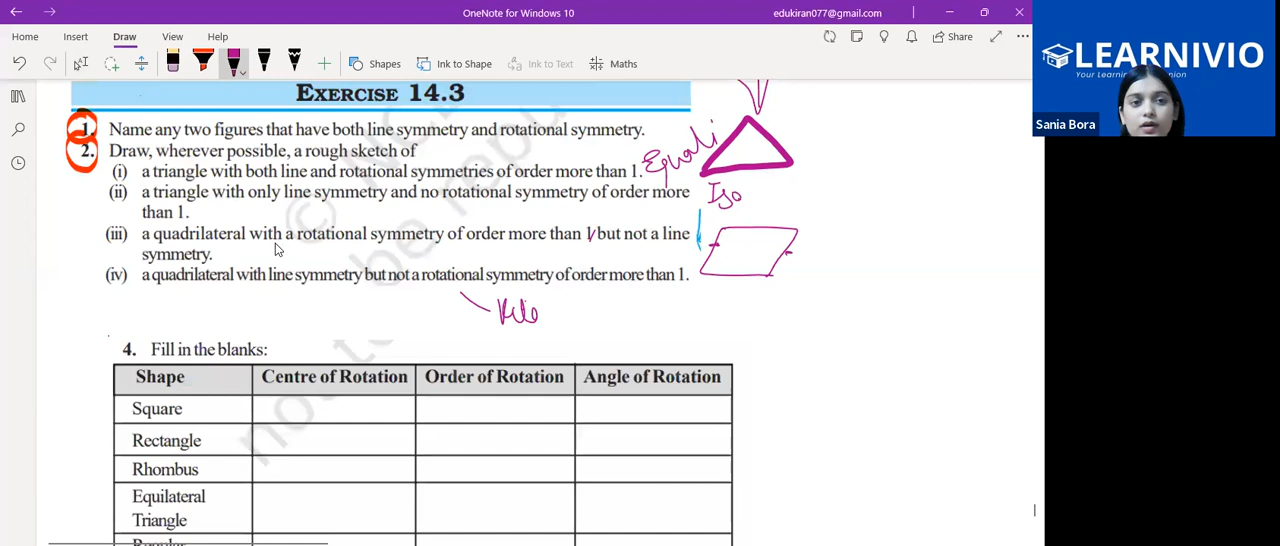 OneNote for Windows 10
edukiran077@gmail.com
Home Insert Draw View Help
Share
Shapes Ink to Shape Ink to Text Maths
LEARNIVIO
Your Learning
Sania Bora
EXERCISE 14.3
1. Name any two figures that have both line symmetry and rotational symmetry.
2. Draw, wherever possible, a rough sketch of
(i) a triangle with both line and rotational symmetries of order more than 1.
Equali
(ii) a triangle with only line symmetry and no rotational symmetry of order more
than 1.
Iso
(iii) a quadrilateral with a rotational symmetry of order more than 1 but not a line
symmetry.
(iv) a quadrilateral with line symmetry but not a rotational symmetry of order more than 1.
4. Fill in the blanks:
Shape Centre of Rotation Order of Rotation Angle of Rotation
Square
Rectangle
Rhombus
Equilateral
Triangle